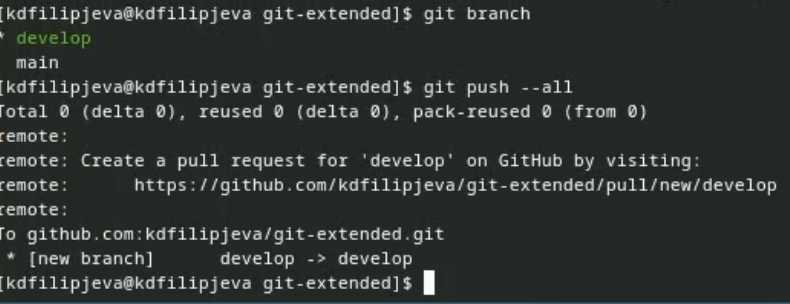 [kdfilipjeva@kdfilipjeva git-extended]$ git branch
* develop
  main
[kdfilipjeva@kdfilipjeva git-extended]$ git push --all
Total 0 (delta 0), reused 0 (delta 0), pack-reused 0 (from 0)
remote:
remote: Create a pull request for 'develop' on GitHub by visiting:
remote:      https://github.com/kdfilipjeva/git-extended/pull/new/develop
remote:
To github.com:kdfilipjeva/git-extended.git
 * [new branch]      develop -> develop
[kdfilipjeva@kdfilipjeva git-extended]$